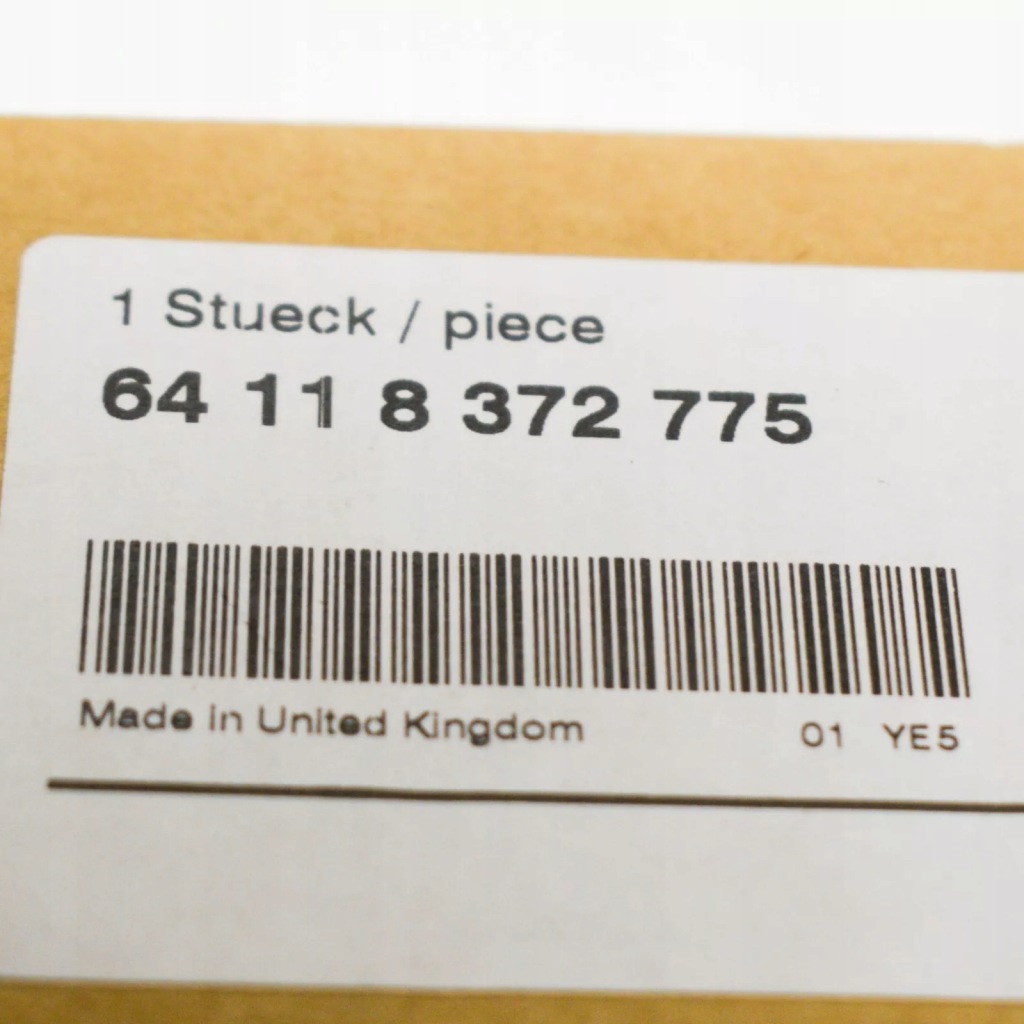 1 Stueck / piece
64 11 8 372 775
Made in United Kingdom 01 YE5